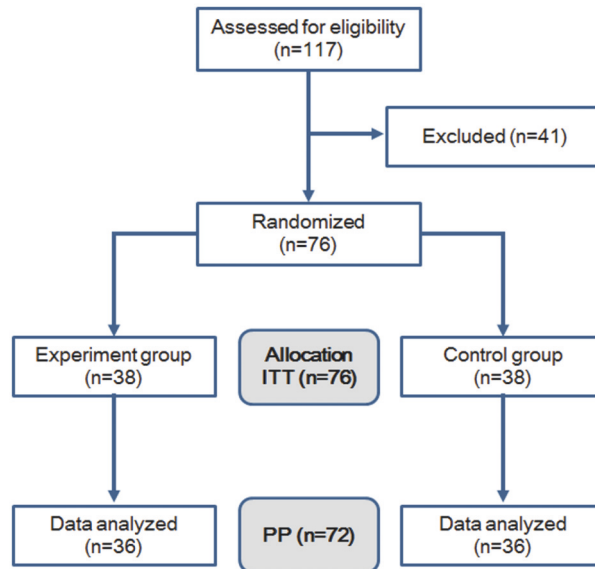 Assessed for eligibility
(n=117)
Excluded (n=41)
Randomized
(n=76)
Experiment group
(n=38)
Allocation
ITT (n=76)
Control group
(n=38)
Data analyzed
(n=36)
PP (n=72)
Data analyzed
(n=36)